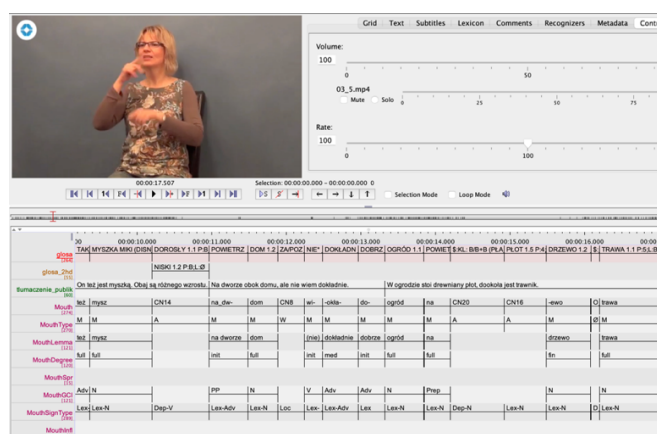 Grid Text Subtitles Lexicon Comments Recognizers Metadata Cont
Volume:
100
0 50
03_5.mp4
Mute Solo 0 25 50 75
Rate:
100
0 100
00:00:17.507 Selection: 00:00:00.000 - 00:00:00.000 0
Selection Mode Loop Mode
00:00:10.000 00:00:11.000 00:00:12.000 00:00:13.000 00:00:14.000 00:00:15.000 00:00:16.000
glosa TAK MYSZKA MIKI (DISN DOROSŁY 1.1 P:B POWIETRZ DOM 1.2 ZAPOZ NIE* DOKŁADN DOBRZ OGRÓD 1.1 POWIET $:KL: B/B+B (PŁA PŁOT 1.5 P:4 DRZEWO 1.2 $ TRAWA 1.1 P:5;L:B
glosa_2hd NISKI 1.2 P:B;L:Ø
tłumaczenie_publik On też jest myszką. Obaj są różnego wzrostu. Na dworze obok domu, ale nie wiem dokładnie. W ogrodzie stoi drewniany płot, dookoła jest trawnik.
Mouth też mysz CN14 na_dw- dom CN8 wi- -okła- do- ogród na CN20 CN16 -ewo O trawa
MouthType M M A M M W M M M M M A A M Ø M
MouthLemma też mysz na dworze dom (nie) dokładnie dobrze ogród na drzewo trawa
MouthDegree full full init full init med init full full fin full
MouthSpr
MouthGCl Adv N PP N V Adv Adv N Prep N N
MouthSignType Lex- Lex-N Dep-V Lex-Adv Lex-N Loc Lex- Lex-Adv Lex Lex-N Lex-N Dep-N Lex-N Lex-N D Lex-N
MouthInfl